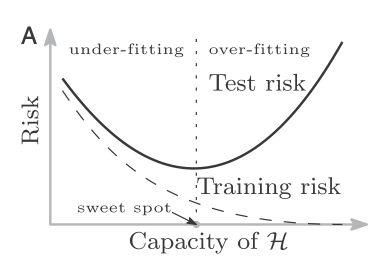 A
under-fitting
over-fitting
Test risk
Risk
Training risk
sweet spot
Capacity of ℋ